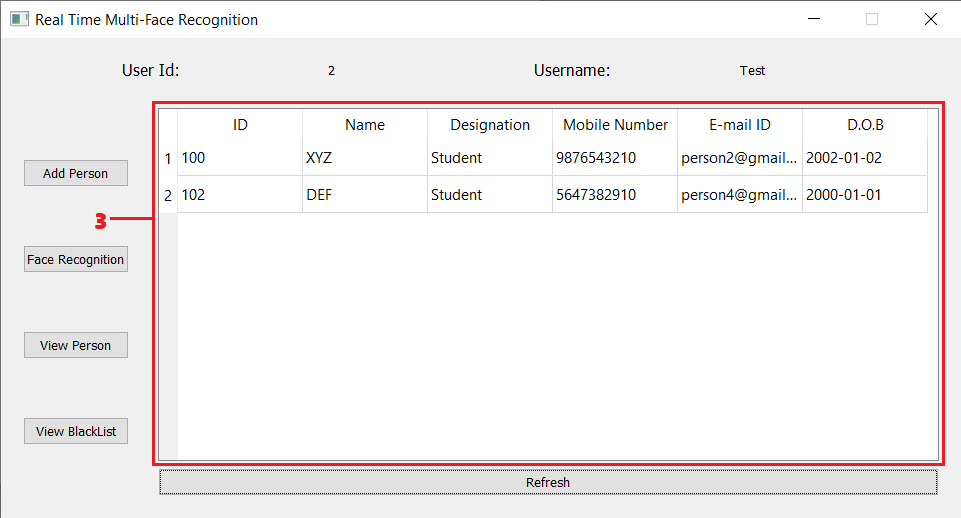 Real Time Multi-Face Recognition
User Id: 2 Username: Test
ID Name Designation Mobile Number E-mail ID D.O.B
1 100 XYZ Student 9876543210 person2@gmail... 2002-01-02
2 102 DEF Student 5647382910 person4@gmail... 2000-01-01
Add Person
3
Face Recognition
View Person
View BlackList
Refresh